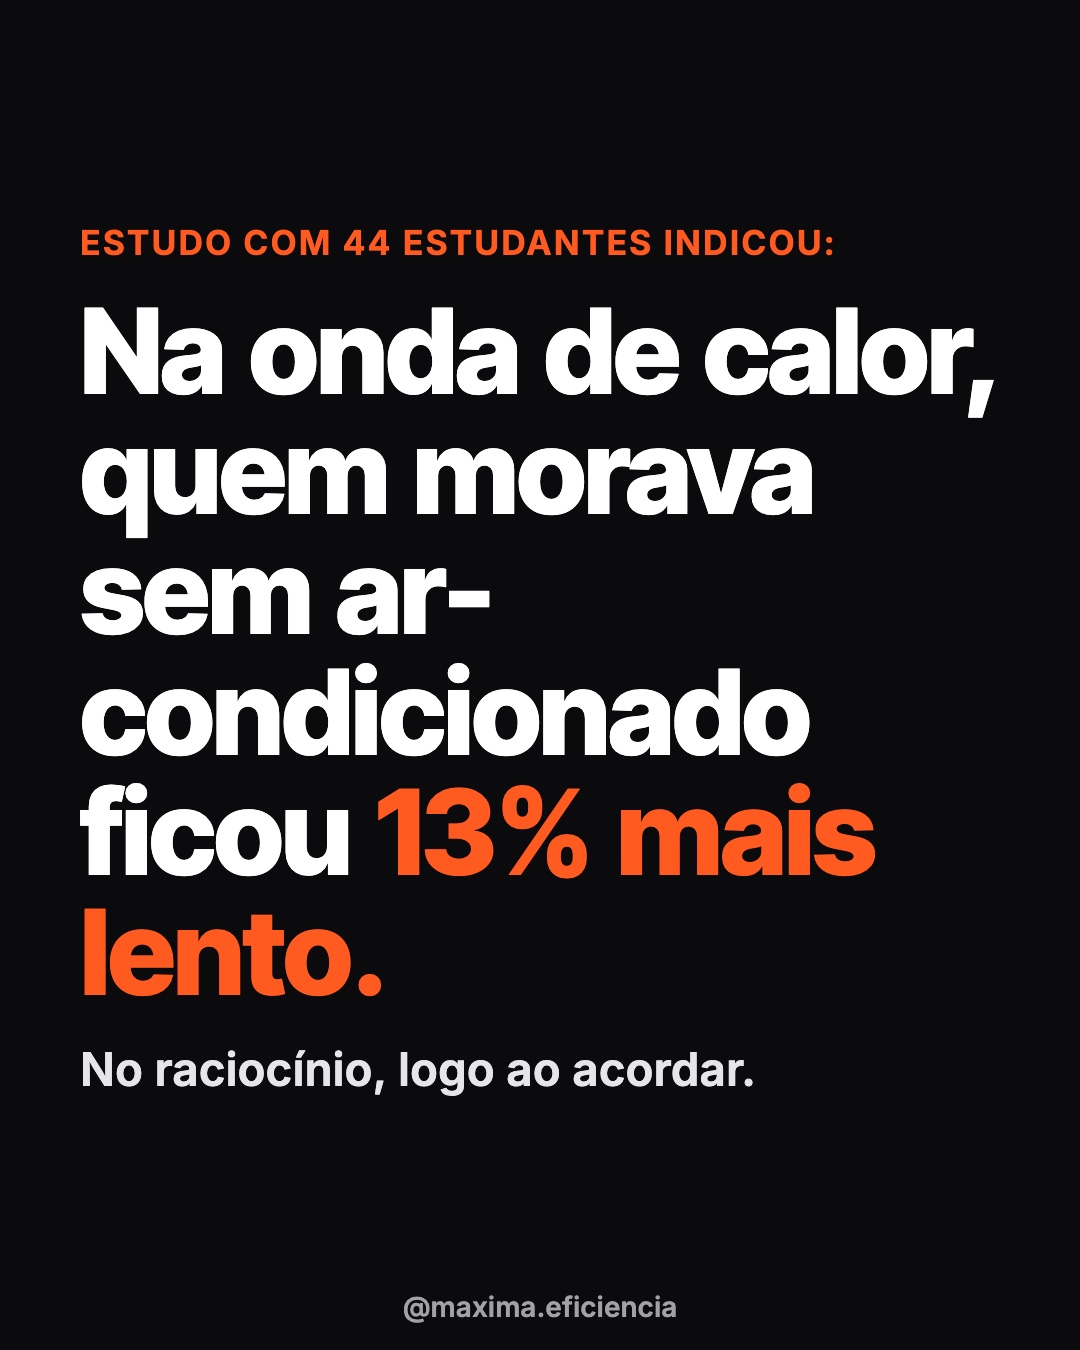 ESTUDO COM 44 ESTUDANTES INDICOU:
Na onda de calor,
quem morava
sem ar-
condicionado
ficou 13% mais
lento.
No raciocínio, logo ao acordar.
@maxima.eficiencia